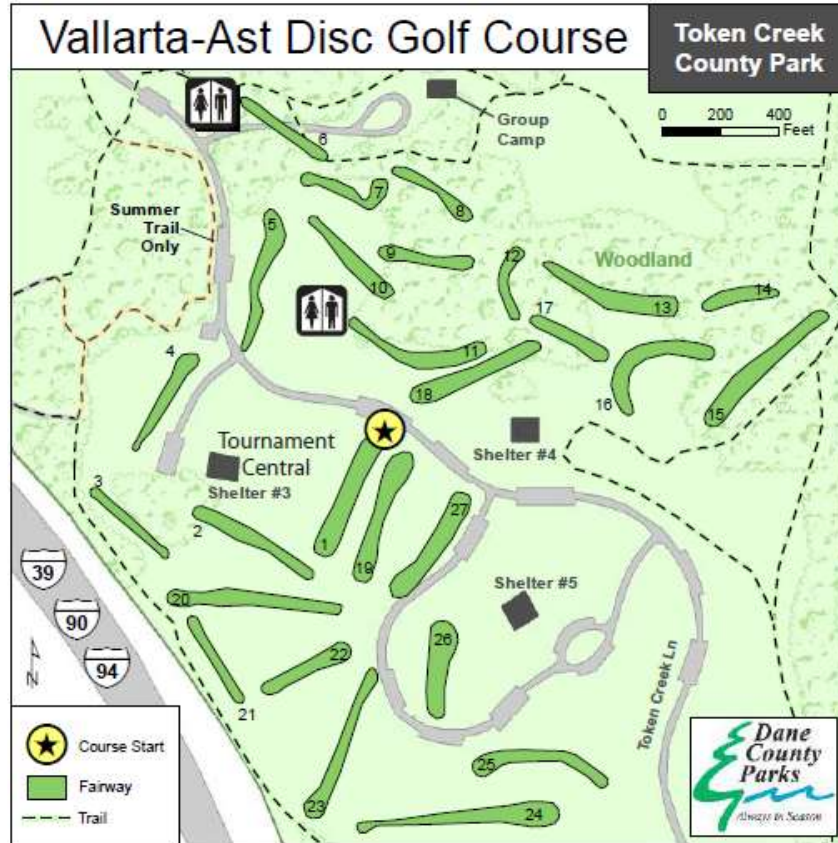 Vallarta-Ast Disc Golf Course
Token Creek
County Park
0 200 400
Feet
Group
Camp
6
7
8
5
Summer
Trail
Only
9
10
12
Woodland
13
14
17
11
18
4
16
15
Tournament
Central
Shelter #3
Shelter #4
3
2
1
19
27
39
90
94
N
20
Shelter #5
26
22
21
Token Creek Ln
25
23
24
Course Start
Fairway
Trail
Dane
County
Parks
Always in Season